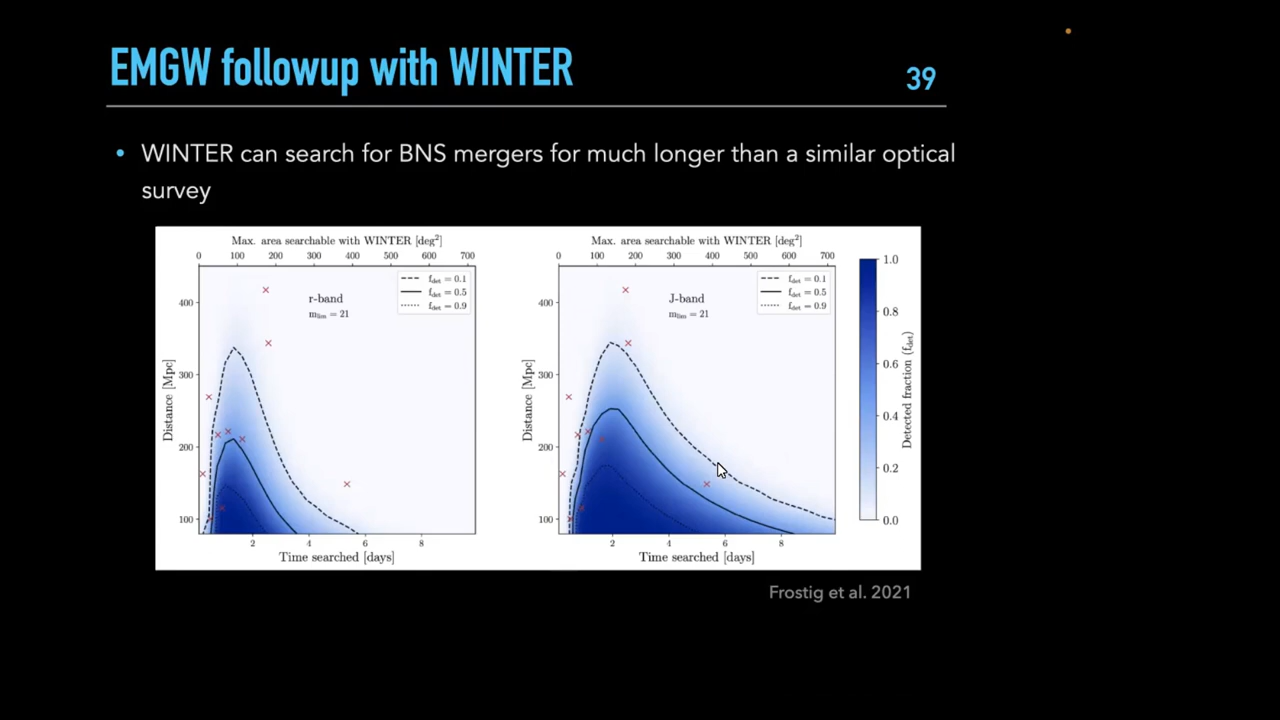 EMGW followup with WINTER
39
• WINTER can search for BNS mergers for much longer than a similar optical
survey
Max. area searchable with WINTER [deg²]
0 100 200 300 400 500 600 700
f_det = 0.1
f_det = 0.5
f_det = 0.9
r-band
m_lim = 21
400
300
200
100
Distance [Mpc]
2 4 6 8
Time searched [days]
Max. area searchable with WINTER [deg²]
0 100 200 300 400 500 600 700
f_det = 0.1
f_det = 0.5
f_det = 0.9
J-band
m_lim = 21
400
300
200
100
Distance [Mpc]
2 4 6 8
Time searched [days]
1.0
0.8
0.6
0.4
0.2
0.0
Detected fraction (f_det)
Frostig et al. 2021